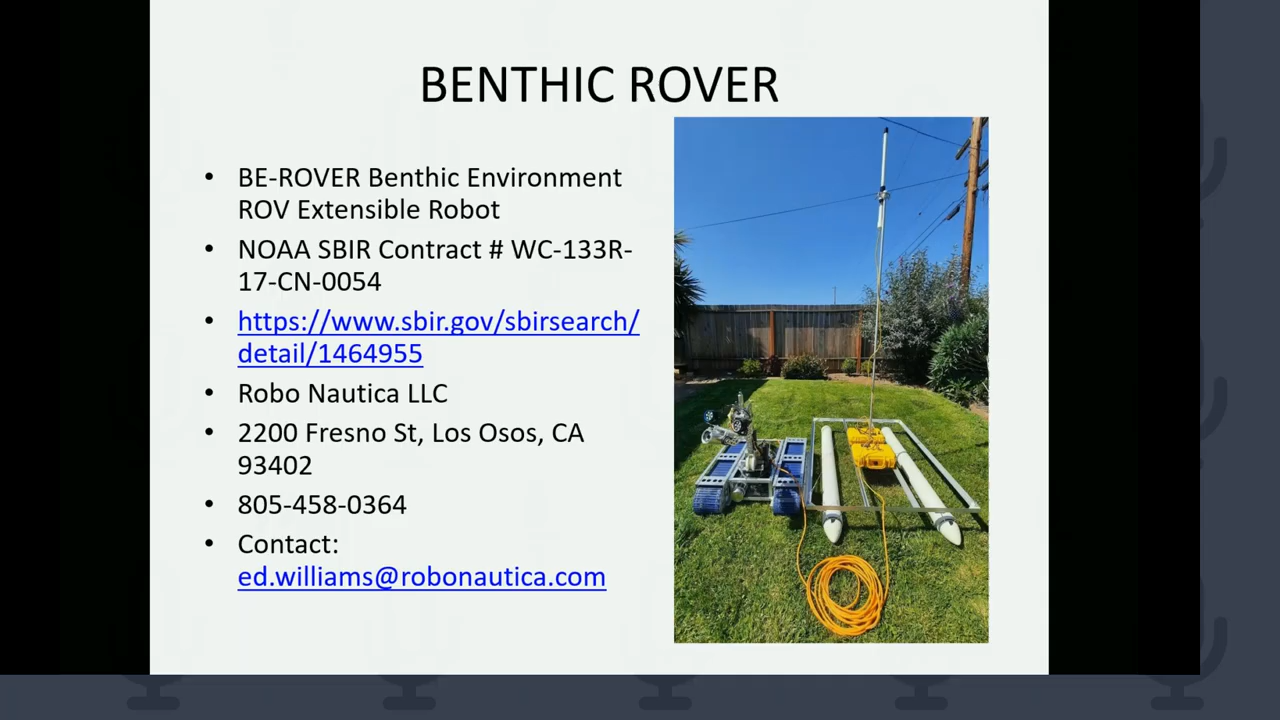 BENTHIC ROVER
• BE-ROVER Benthic Environment
ROV Extensible Robot
• NOAA SBIR Contract # WC-133R-
17-CN-0054
• https://www.sbir.gov/sbirsearch/
detail/1464955
• Robo Nautica LLC
• 2200 Fresno St, Los Osos, CA
93402
• 805-458-0364
• Contact:
ed.williams@robonautica.com